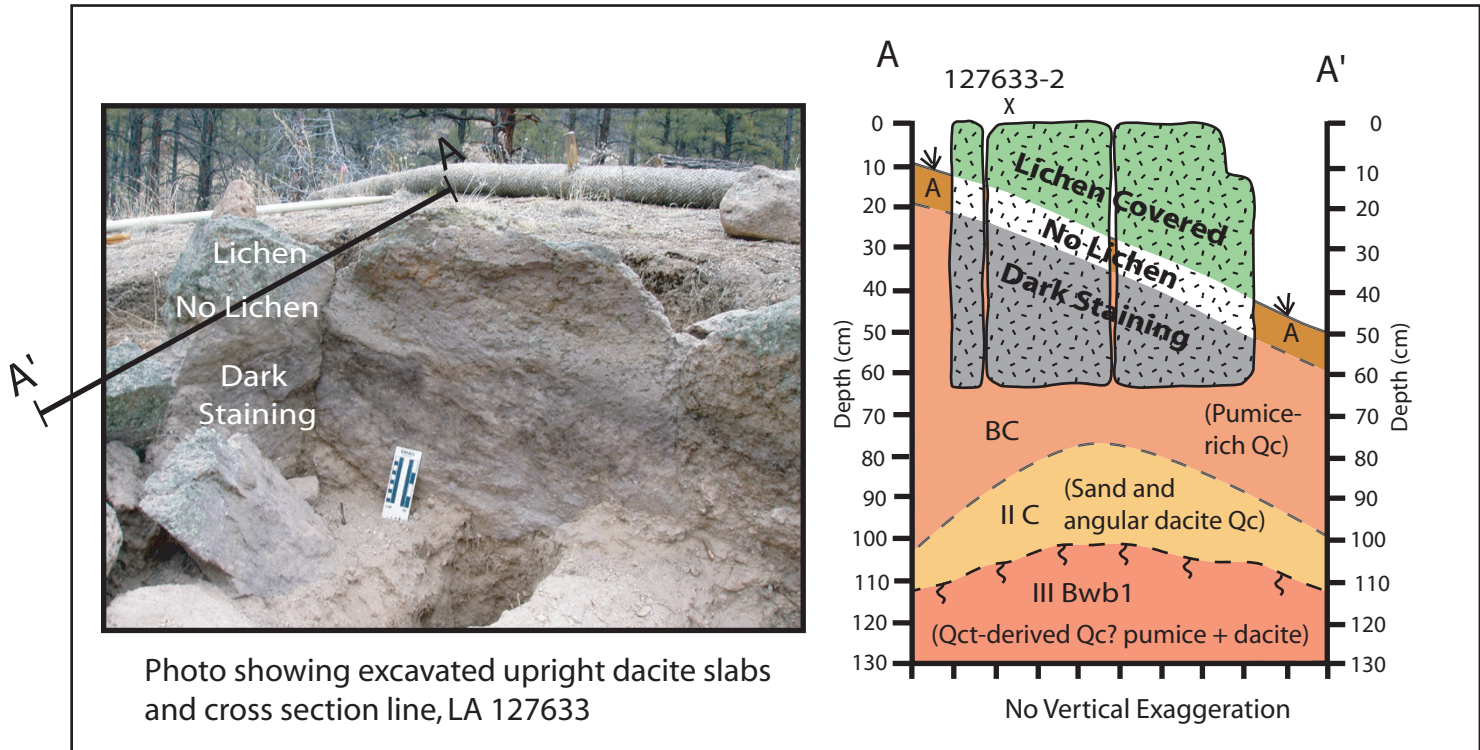 A
A'
Lichen
No Lichen
Dark
Staining
Photo showing excavated upright dacite slabs
and cross section line, LA 127633
A
A'
127633-2
X
0
10
20
30
40
50
60
70
80
90
100
110
120
130
Depth (cm)
A
Lichen Covered
No Lichen
Dark Staining
A
BC
(Pumice-
rich Qc)
II C
(Sand and
angular dacite Qc)
III Bwb1
(Qct-derived Qc? pumice + dacite)
0
10
20
30
40
50
60
70
80
90
100
110
120
130
Depth (cm)
No Vertical Exaggeration